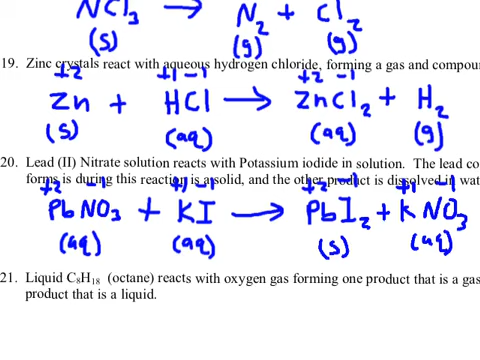 NCl₃ → N₂ + Cl₂
(s) (g) (g)
19. Zinc crystals react with aqueous hydrogen chloride, forming a gas and compou
+2 +1 -1 +2 -1
Zn + HCl → ZnCl₂ + H₂
(s) (aq) (aq) (g)
20. Lead (II) Nitrate solution reacts with Potassium iodide in solution. The lead co
forms is during this reaction is a solid, and the other product is dissolved in wat
+2 -1 +1 -1 +2 -1 +1 -1
PbNO₃ + KI → PbI₂ + KNO₃
(aq) (aq) (s) (aq)
21. Liquid C₈H₁₈ (octane) reacts with oxygen gas forming one product that is a gas
product that is a liquid.